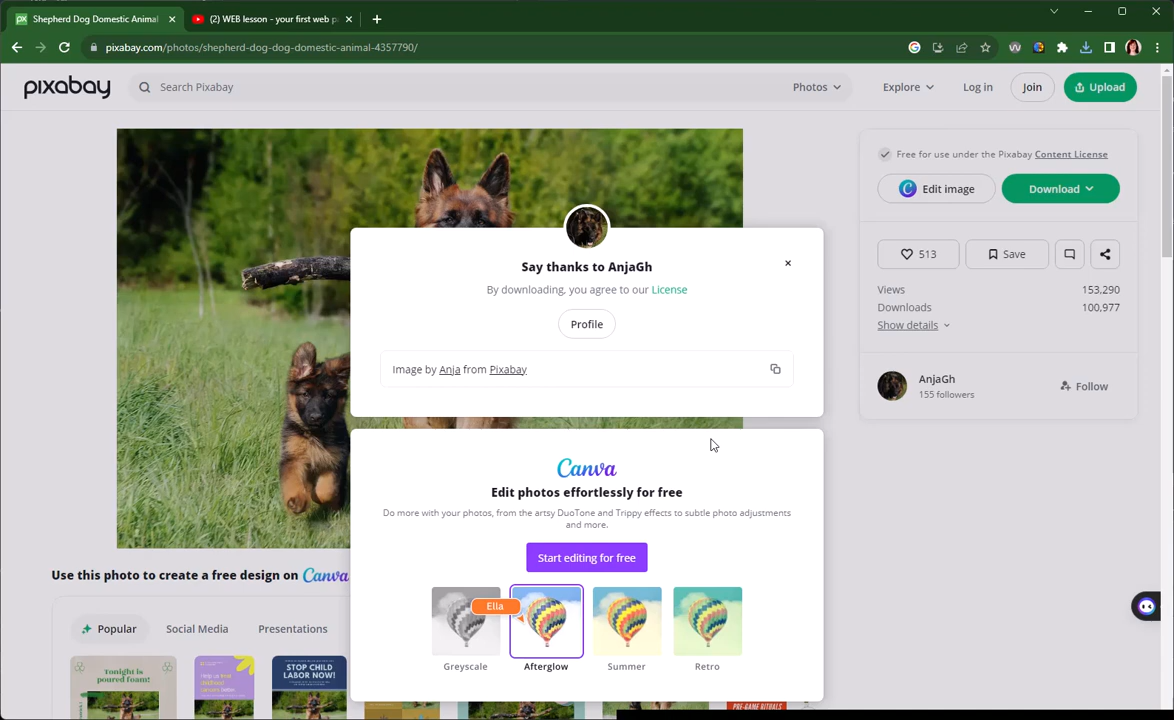 Shepherd Dog Domestic Animal
(2) WEB lesson - your first web p
pixabay.com/photos/shepherd-dog-dog-domestic-animal-4357790/
pixabay
Search Pixabay
Photos
Explore
Log in
Join
Upload
Free for use under the Pixabay Content License
Edit image
Download
513
Save
Views 153,290
Downloads 100,977
Show details
AnjaGh
155 followers
Follow
Say thanks to AnjaGh
By downloading, you agree to our License
Profile
Image by Anja from Pixabay
Canva
Edit photos effortlessly for free
Do more with your photos, from the artsy DuoTone and Trippy effects to subtle photo adjustments
and more.
Start editing for free
Ella
Greyscale
Afterglow
Summer
Retro
Use this photo to create a free design on Canva
Popular
Social Media
Presentations
Tonight is
poured foam!
STOP CHILD
LABOR NOW!
PRE-GAME RITUALS